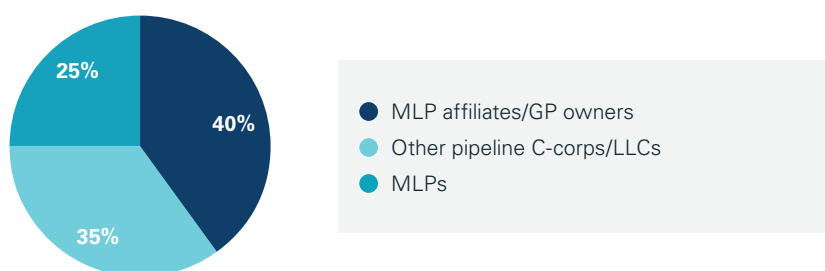 25%
40%
35%
MLP affiliates/GP owners
Other pipeline C-corps/LLCs
MLPs